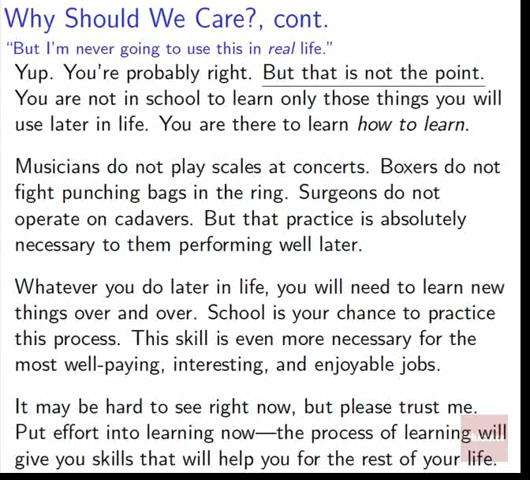 Why Should We Care?, cont.
“But I'm never going to use this in real life.”
Yup. You're probably right. But that is not the point.
You are not in school to learn only those things you will
use later in life. You are there to learn how to learn.
Musicians do not play scales at concerts. Boxers do not
fight punching bags in the ring. Surgeons do not
operate on cadavers. But that practice is absolutely
necessary to them performing well later.
Whatever you do later in life, you will need to learn new
things over and over. School is your chance to practice
this process. This skill is even more necessary for the
most well-paying, interesting, and enjoyable jobs.
It may be hard to see right now, but please trust me.
Put effort into learning now—the process of learning will
give you skills that will help you for the rest of your life.